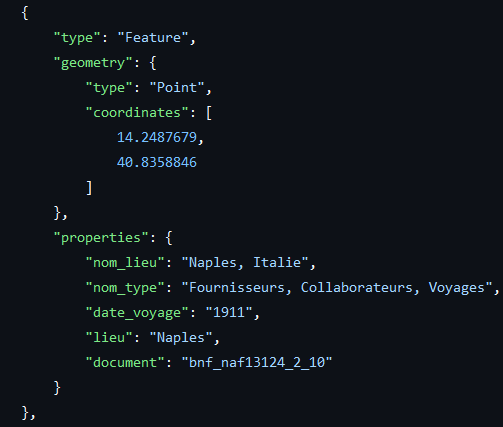 {
    "type": "Feature",
    "geometry": {
        "type": "Point",
        "coordinates": [
            14.2487679,
            40.8358846
        ]
    },
    "properties": {
        "nom_lieu": "Naples, Italie",
        "nom_type": "Fournisseurs, Collaborateurs, Voyages",
        "date_voyage": "1911",
        "lieu": "Naples",
        "document": "bnf_naf13124_2_10"
    }
},